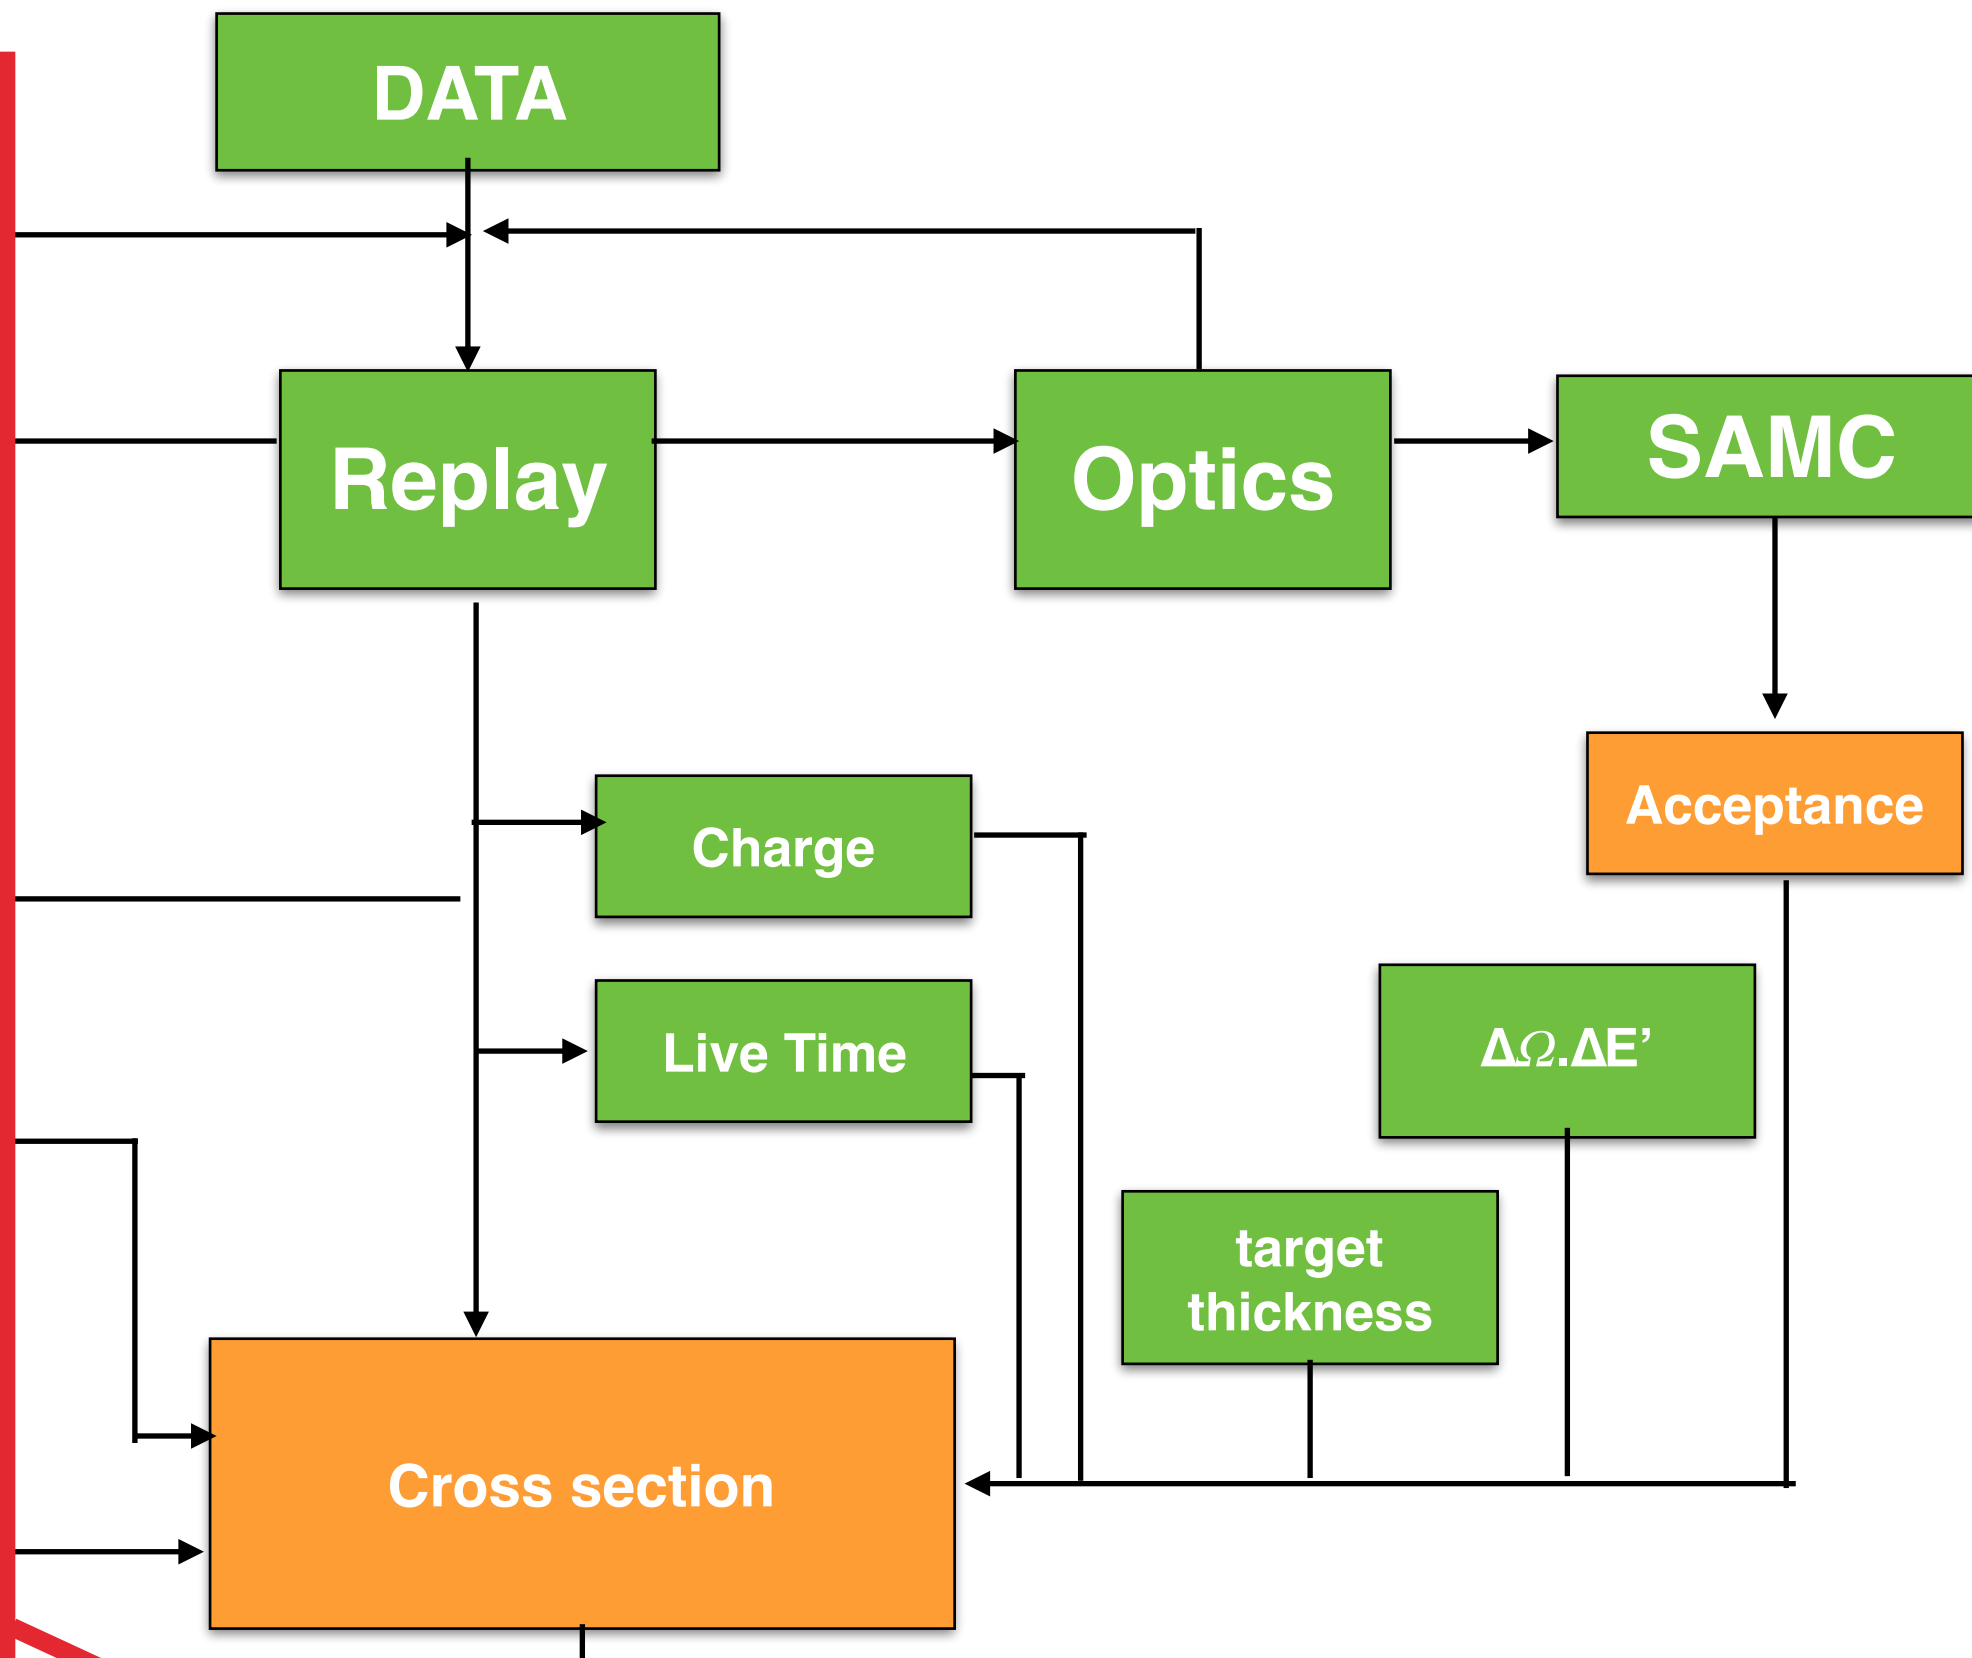 DATA
Replay
Optics
SAMC
Acceptance
Charge
Live Time
ΔΩ.ΔE’
target
thickness
Cross section